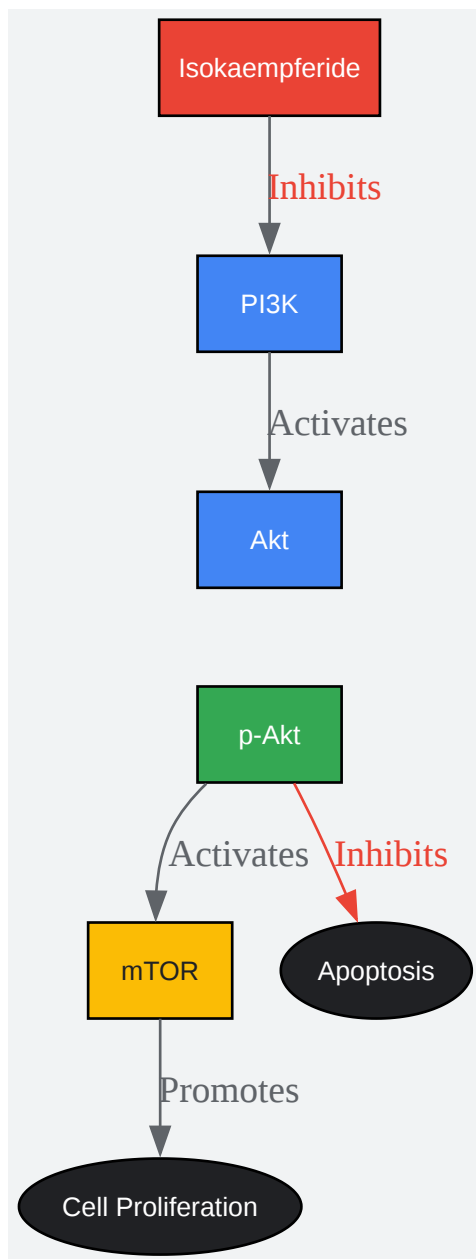 Isokaempferide
Inhibits
PI3K
Activates
Akt
p-Akt
Activates
Inhibits
mTOR
Apoptosis
Promotes
Cell Proliferation